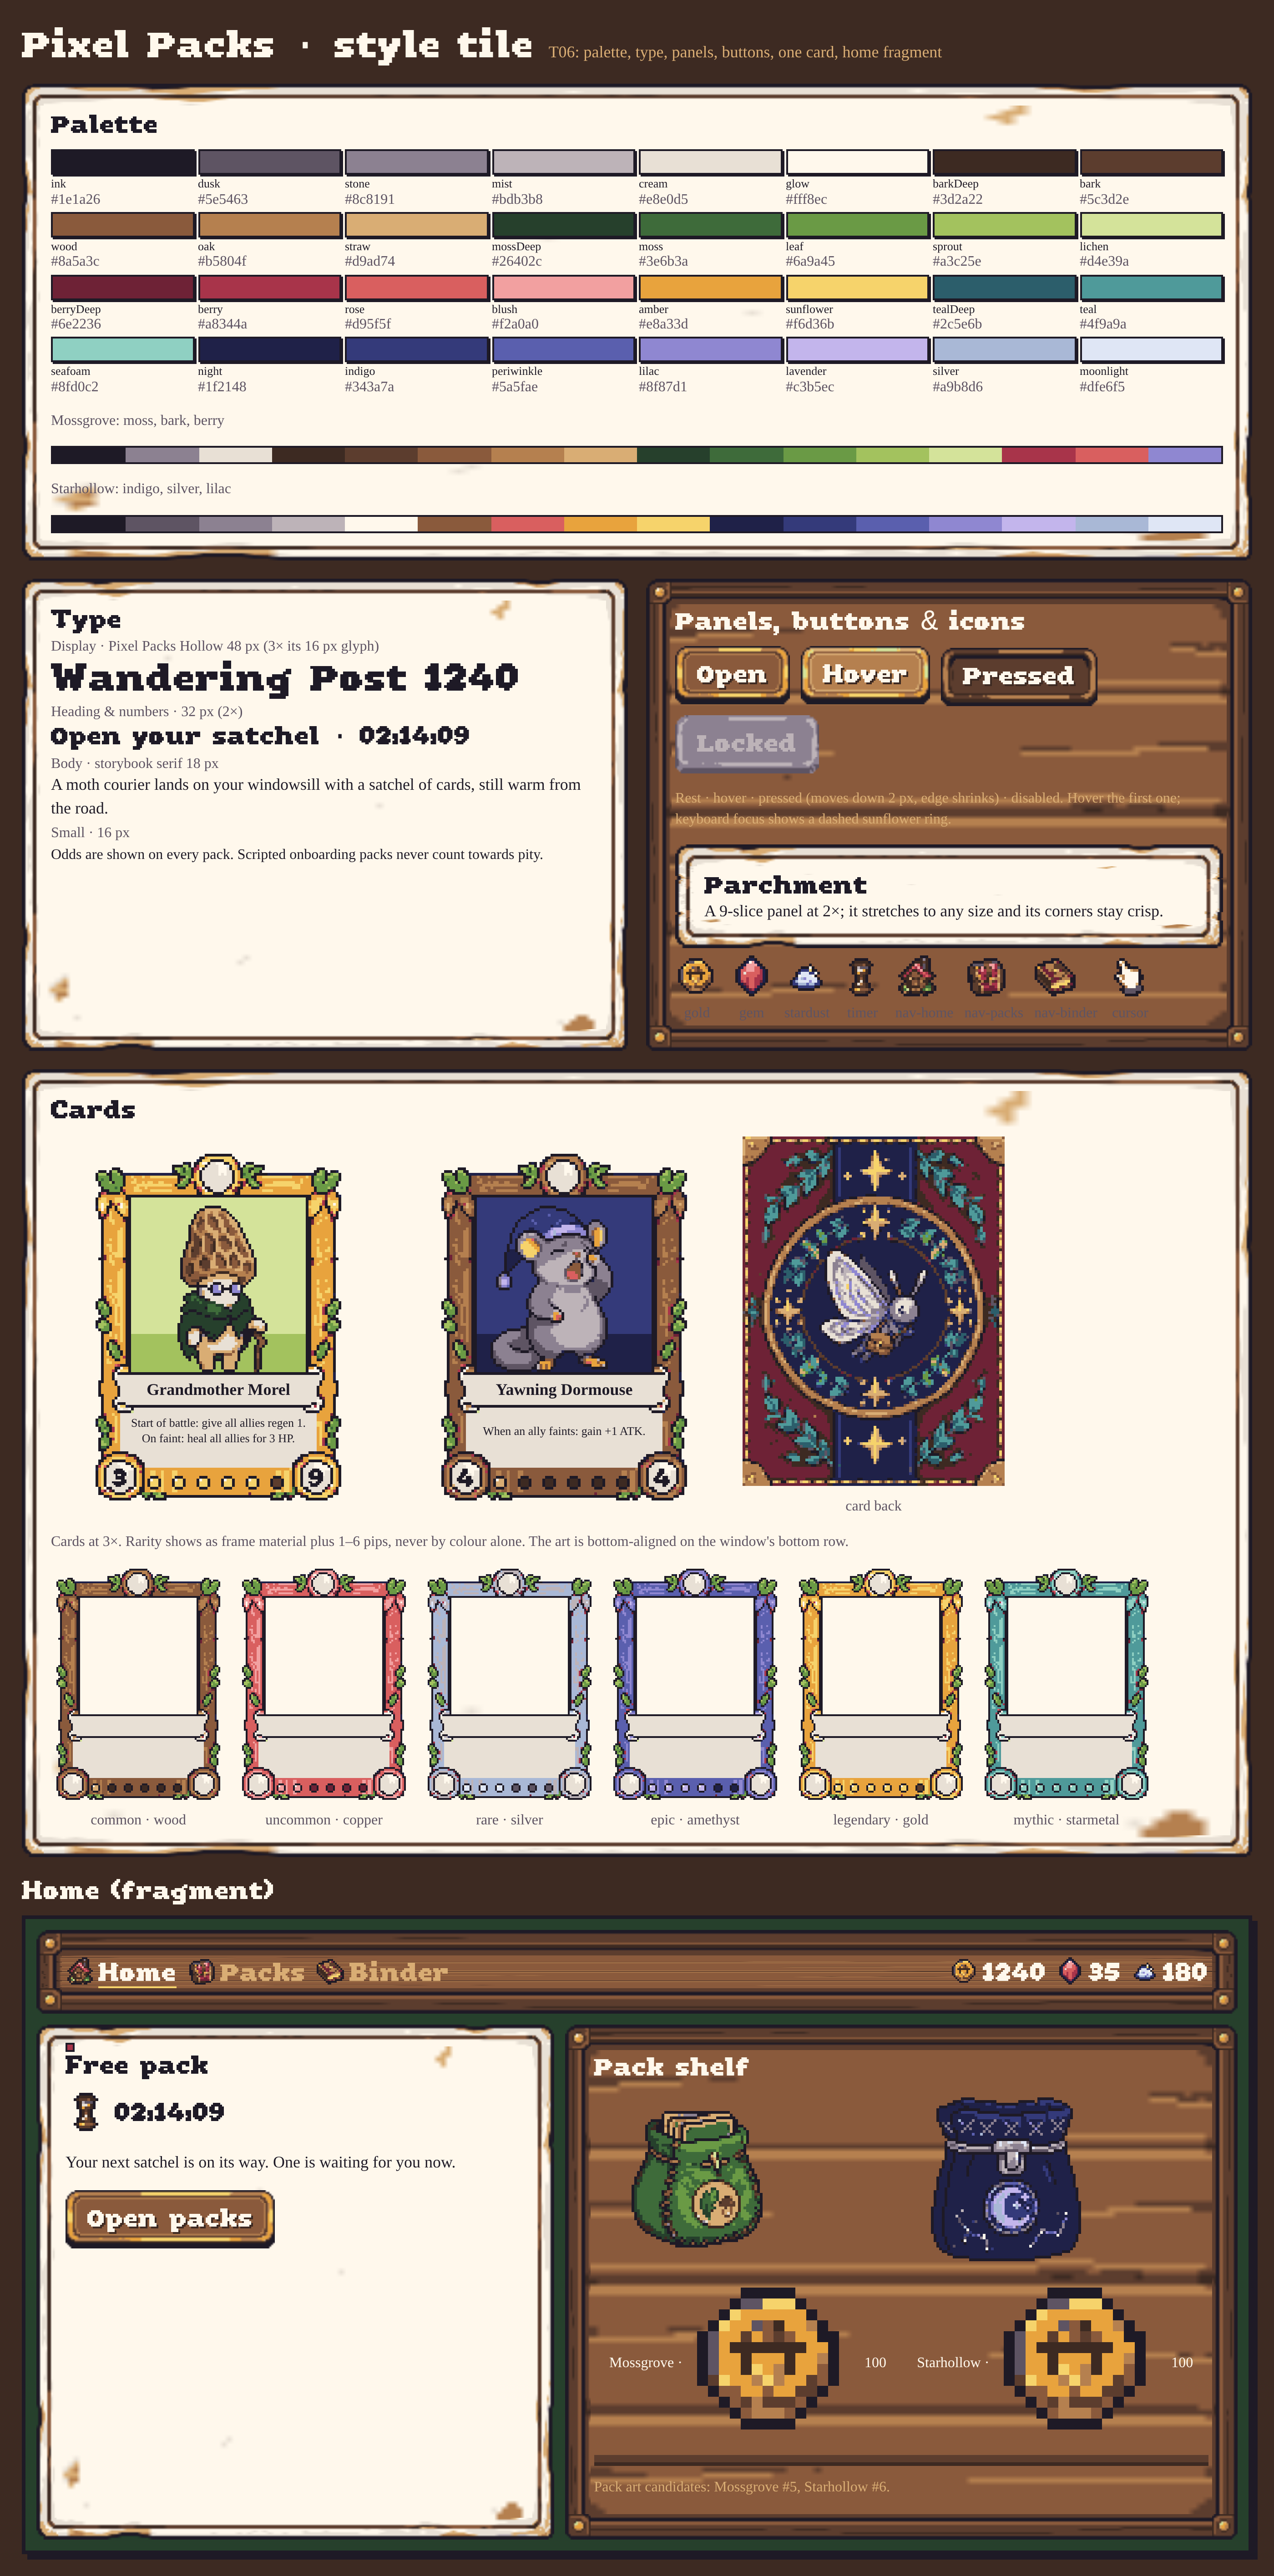 Pixel Packs · style tile T06: palette, type, panels, buttons, one card, home fragment
Palette
ink dusk stone mist cream glow barkDeep bark
#1e1a26 #5e5463 #8c8191 #bdb3b8 #e8e0d5 #fff8ec #3d2a22 #5c3d2e
wood oak straw mossDeep moss leaf sprout lichen
#8a5a3c #b5804f #d9ad74 #26402c #3e6b3a #6a9a45 #a3c25e #d4e39a
berryDeep berry rose blush amber sunflower tealDeep teal
#6e2236 #a8344a #d95f5f #f2a0a0 #e8a33d #f6d36b #2c5e6b #4f9a9a
seafoam night indigo periwinkle lilac lavender silver moonlight
#8fd0c2 #1f2148 #343a7a #5a5fae #8f87d1 #c3b5ec #a9b8d6 #dfe6f5
Mossgrove: moss, bark, berry
Starhollow: indigo, silver, lilac
Type
Display · Pixel Packs Hollow 48 px (3× its 16 px glyph)
Wandering Post 1240
Heading & numbers · 32 px (2×)
Open your satchel · 02:14:09
Body · storybook serif 18 px
A moth courier lands on your windowsill with a satchel of cards, still warm from
the road.
Small · 16 px
Odds are shown on every pack. Scripted onboarding packs never count towards pity.
Panels, buttons & icons
Open Hover Pressed
Locked
Rest · hover · pressed (moves down 2 px, edge shrinks) · disabled. Hover the first one;
keyboard focus shows a dashed sunflower ring.
Parchment
A 9-slice panel at 2×; it stretches to any size and its corners stay crisp.
gold gem stardust timer nav-home nav-packs nav-binder cursor
Cards
Grandmother Morel
Start of battle: give all allies regen 1.
On faint: heal all allies for 3 HP.
3 9
Yawning Dormouse
When an ally faints: gain +1 ATK.
4 4
card back
Cards at 3×. Rarity shows as frame material plus 1–6 pips, never by colour alone. The art is bottom-aligned on the window's bottom row.
common · wood uncommon · copper rare · silver epic · amethyst legendary · gold mythic · starmetal
Home (fragment)
Home Packs Binder 1240 35 180
Free pack
02:14:09
Your next satchel is on its way. One is waiting for you now.
Open packs
Pack shelf
Mossgrove · 100 Starhollow · 100
Pack art candidates: Mossgrove #5, Starhollow #6.